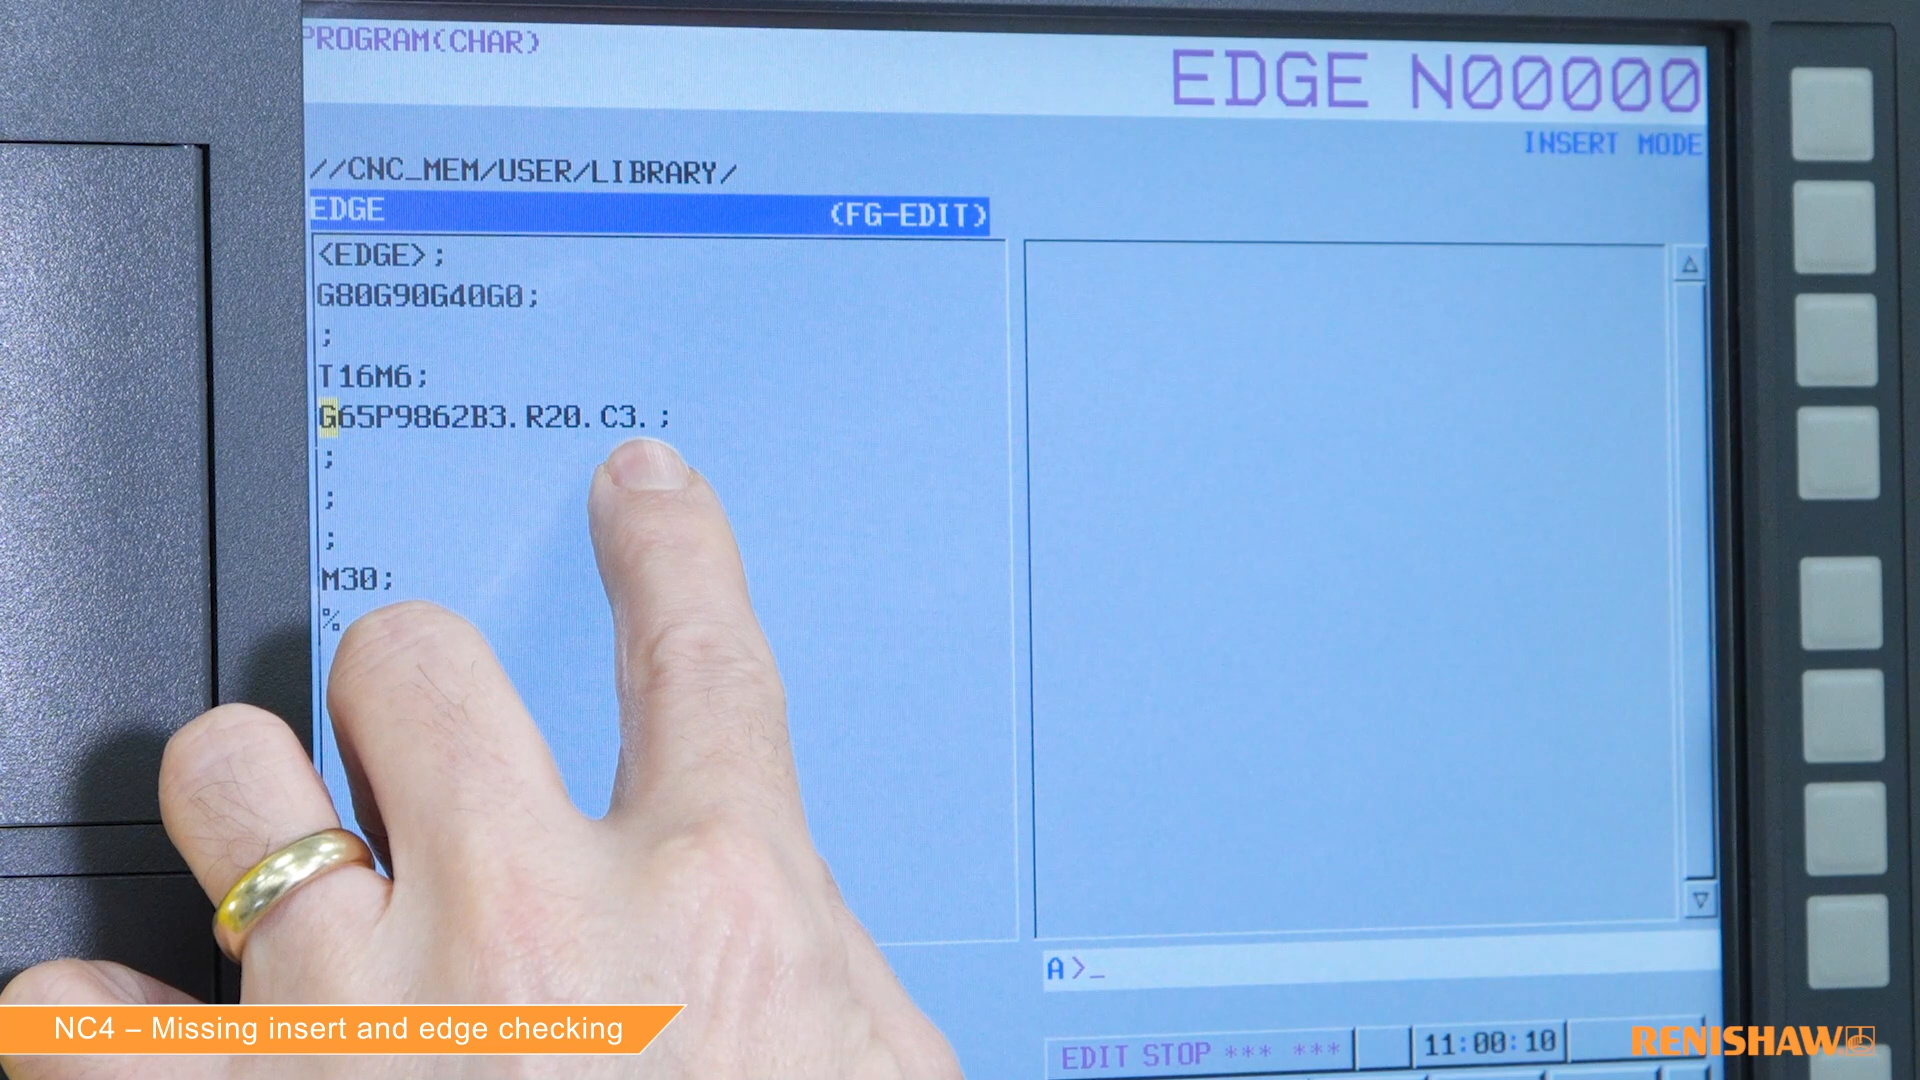 PROGRAM(CHAR)
EDGE N00000
INSERT MODE
//CNC_MEM/USER/LIBRARY/
EDGE (FG-EDIT)
<EDGE>;
G80G90G40G0;
;
T16M6;
G65P9862B3.R20.C3.;
;
;
;
M30;
%
A>_
EDIT STOP *** ***
11:00:10
NC4 – Missing insert and edge checking
RENISHAW